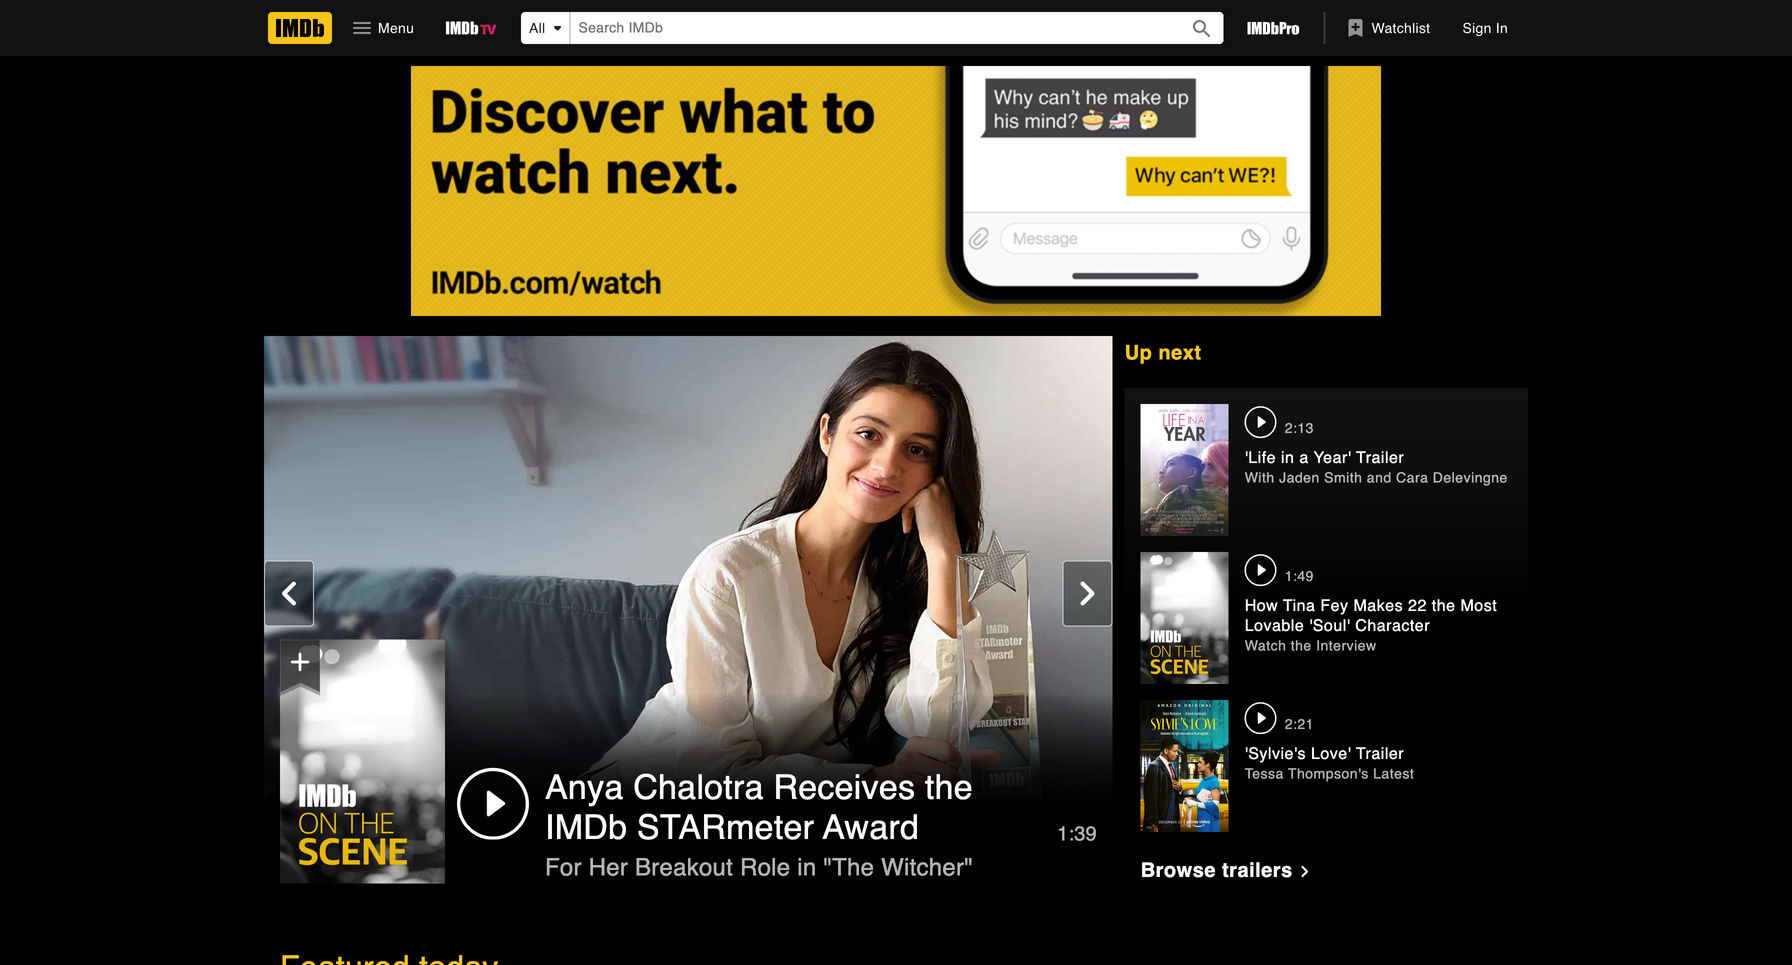 IMDb
Menu
IMDb TV
All
Search IMDb
IMDbPro
Watchlist
Sign In
Discover what to
watch next.
IMDb.com/watch
Why can't he make up
his mind?🍜🚑🤔
Why can't WE?!
Message
Up next
LIFE IN A
YEAR
2:13
'Life in a Year' Trailer
With Jaden Smith and Cara Delevingne
IMDb
ON THE
SCENE
1:49
How Tina Fey Makes 22 the Most
Lovable 'Soul' Character
Watch the Interview
AMAZON ORIGINAL
SYLVIE'S LOVE
2:21
'Sylvie's Love' Trailer
Tessa Thompson's Latest
Browse trailers
IMDb
STARmeter
Award
BREAKOUT STAR
IMDb
IMDb
ON THE
SCENE
Anya Chalotra Receives the
IMDb STARmeter Award
For Her Breakout Role in "The Witcher"
1:39
Featured today